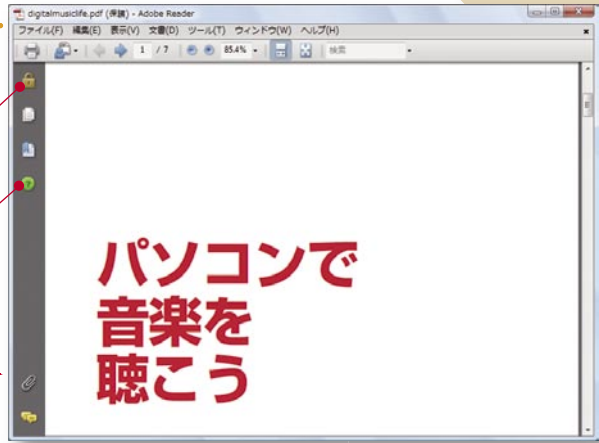 digitalmusiclife.pdf (保護) - Adobe Reader
ファイル(F) 編集(E) 表示(V) 文書(D) ツール(T) ウィンドウ(W) ヘルプ(H)
1 / 7 85.4% 検索
パソコンで
音楽を
聴こう